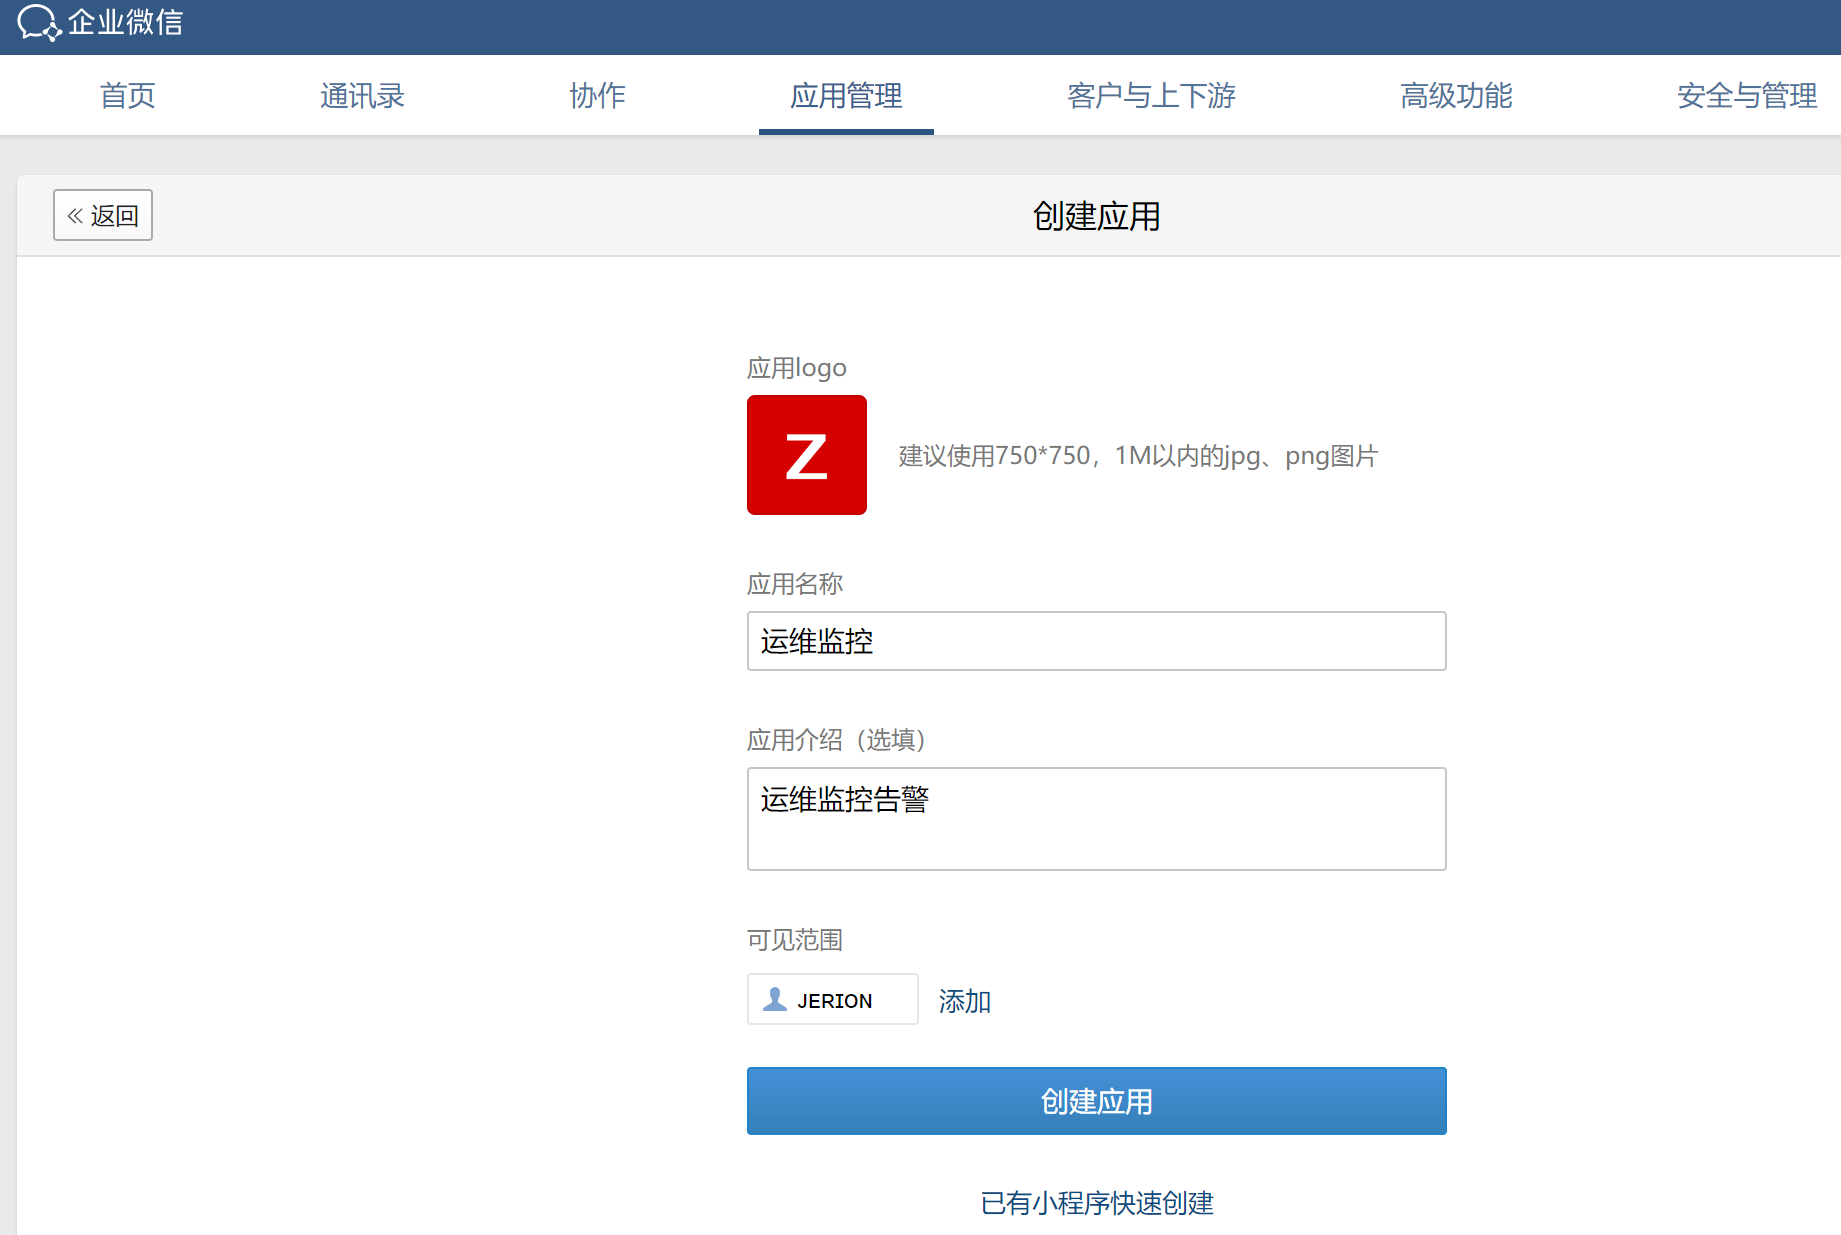 企业微信
首页 通讯录 协作 应用管理 客户与上下游 高级功能 安全与管理
返回 创建应用
应用logo
Z
建议使用750*750，1M以内的jpg、png图片
应用名称
运维监控
应用介绍（选填）
运维监控告警
可见范围
JERION 添加
创建应用
已有小程序快速创建